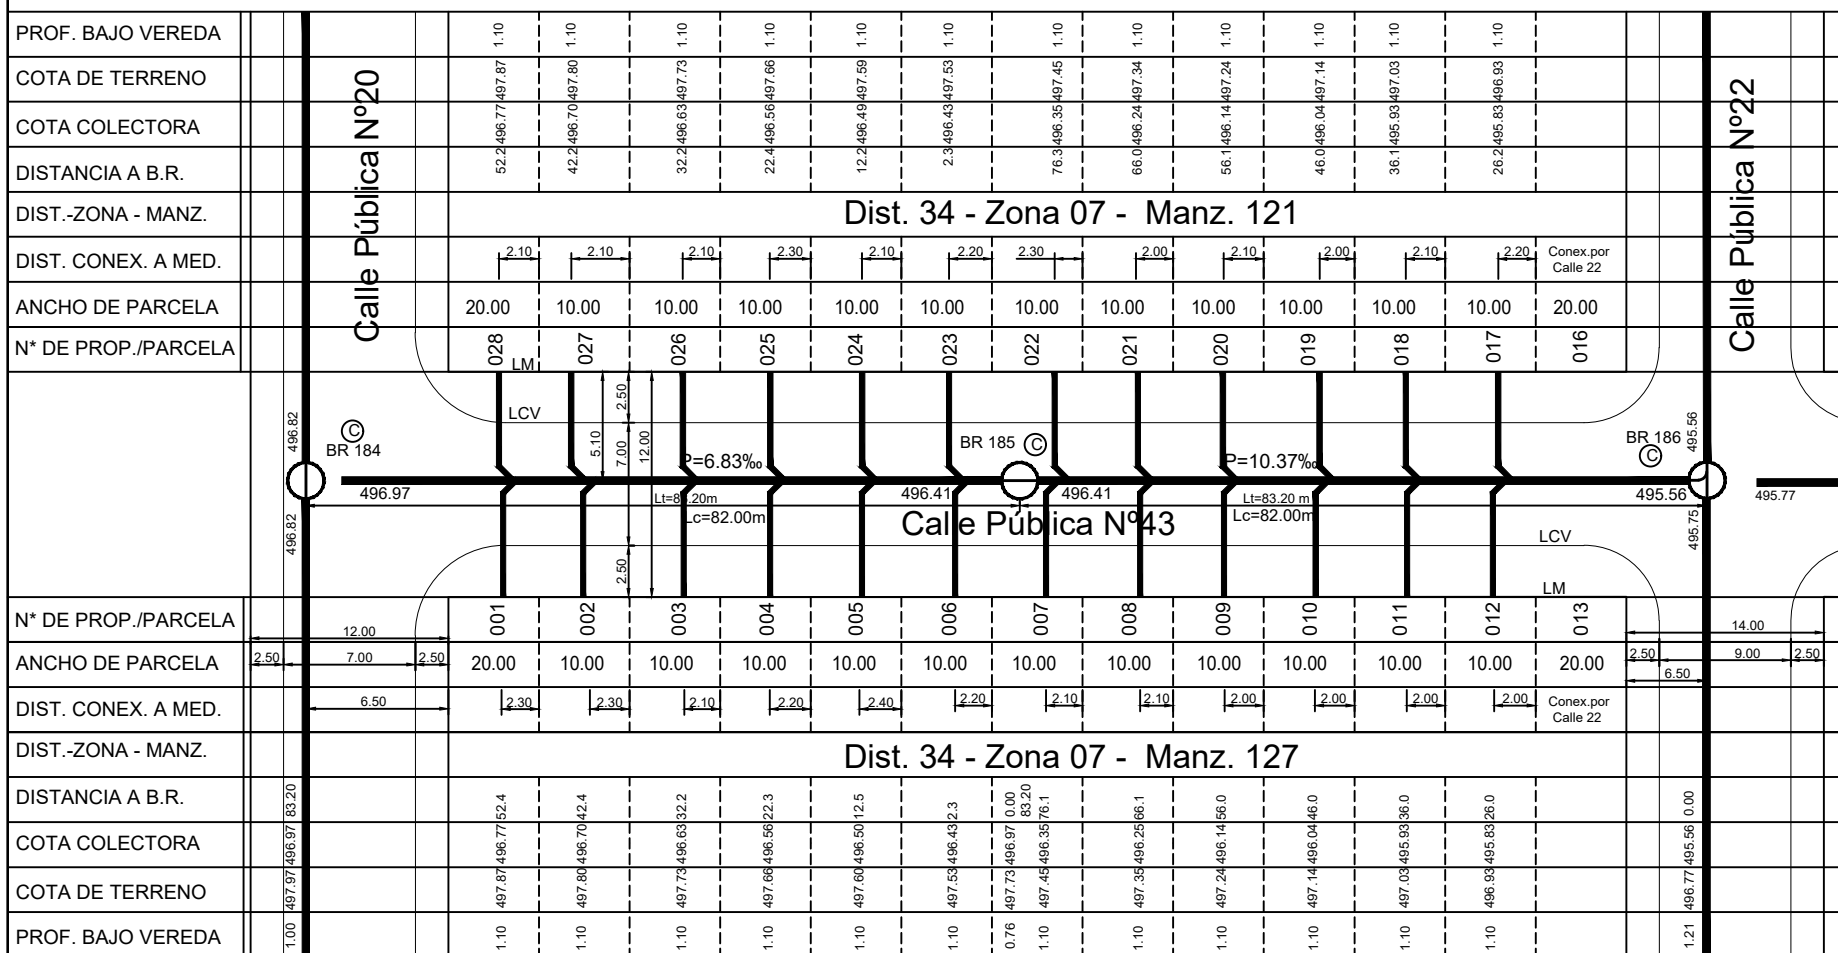 PROF. BAJO VEREDA 1.10 1.10 1.10 1.10 1.10 1.10 1.10 1.10 1.10 1.10 1.10 1.10
COTA DE TERRENO 497.87 497.80 497.73 497.66 497.59 497.53 497.45 497.34 497.24 497.14 497.03 496.93
COTA COLECTORA 496.77 496.70 496.63 496.56 496.49 496.43 496.35 496.24 496.14 496.04 495.93 495.83
DISTANCIA A B.R. 52.2 42.2 32.2 22.4 12.2 2.3 76.3 66.0 56.1 46.0 36.1 26.2
Calle Pública Nº20
Calle Pública Nº22
DIST.-ZONA - MANZ. Dist. 34 - Zona 07 - Manz. 121
DIST. CONEX. A MED. 2.10 2.10 2.10 2.30 2.10 2.20 2.30 2.00 2.10 2.00 2.10 2.20 Conex.por
Calle 22
ANCHO DE PARCELA 20.00 10.00 10.00 10.00 10.00 10.00 10.00 10.00 10.00 10.00 10.00 10.00 20.00
N* DE PROP./PARCELA 028 027 026 025 024 023 022 021 020 019 018 017 016
LM
LCV
2.50
5.10 7.00 12.00
496.82
C
BR 184
BR 185 C
BR 186
C
495.56
P=6.83‰ P=10.37‰
496.97 496.41 496.41 495.56 495.77
Lt=83.20m Lt=83.20 m
Lc=82.00m Lc=82.00m
Calle Pública Nº43
496.82
495.75
LCV
2.50
LM
N* DE PROP./PARCELA 001 002 003 004 005 006 007 008 009 010 011 012 013
12.00 14.00
ANCHO DE PARCELA 2.50 7.00 2.50 20.00 10.00 10.00 10.00 10.00 10.00 10.00 10.00 10.00 10.00 10.00 10.00 20.00 2.50 9.00 2.50
6.50
DIST. CONEX. A MED. 6.50 2.30 2.30 2.10 2.20 2.40 2.20 2.10 2.10 2.00 2.00 2.00 2.00 Conex.por
Calle 22
DIST.-ZONA - MANZ. Dist. 34 - Zona 07 - Manz. 127
DISTANCIA A B.R. 83.20 52.4 42.4 32.2 22.3 12.5 2.3 0.00 83.20 76.1 66.1 56.0 46.0 36.0 26.0 0.00
COTA COLECTORA 496.97 496.77 496.70 496.63 496.56 496.50 496.43 496.97 496.35 496.25 496.14 496.04 495.93 495.83 495.56
COTA DE TERRENO 497.97 497.87 497.80 497.73 497.66 497.60 497.53 497.73 497.45 497.35 497.24 497.14 497.03 496.93 496.77
PROF. BAJO VEREDA 1.00 1.10 1.10 1.10 1.10 1.10 1.10 0.76 1.10 1.10 1.10 1.10 1.10 1.10 1.21